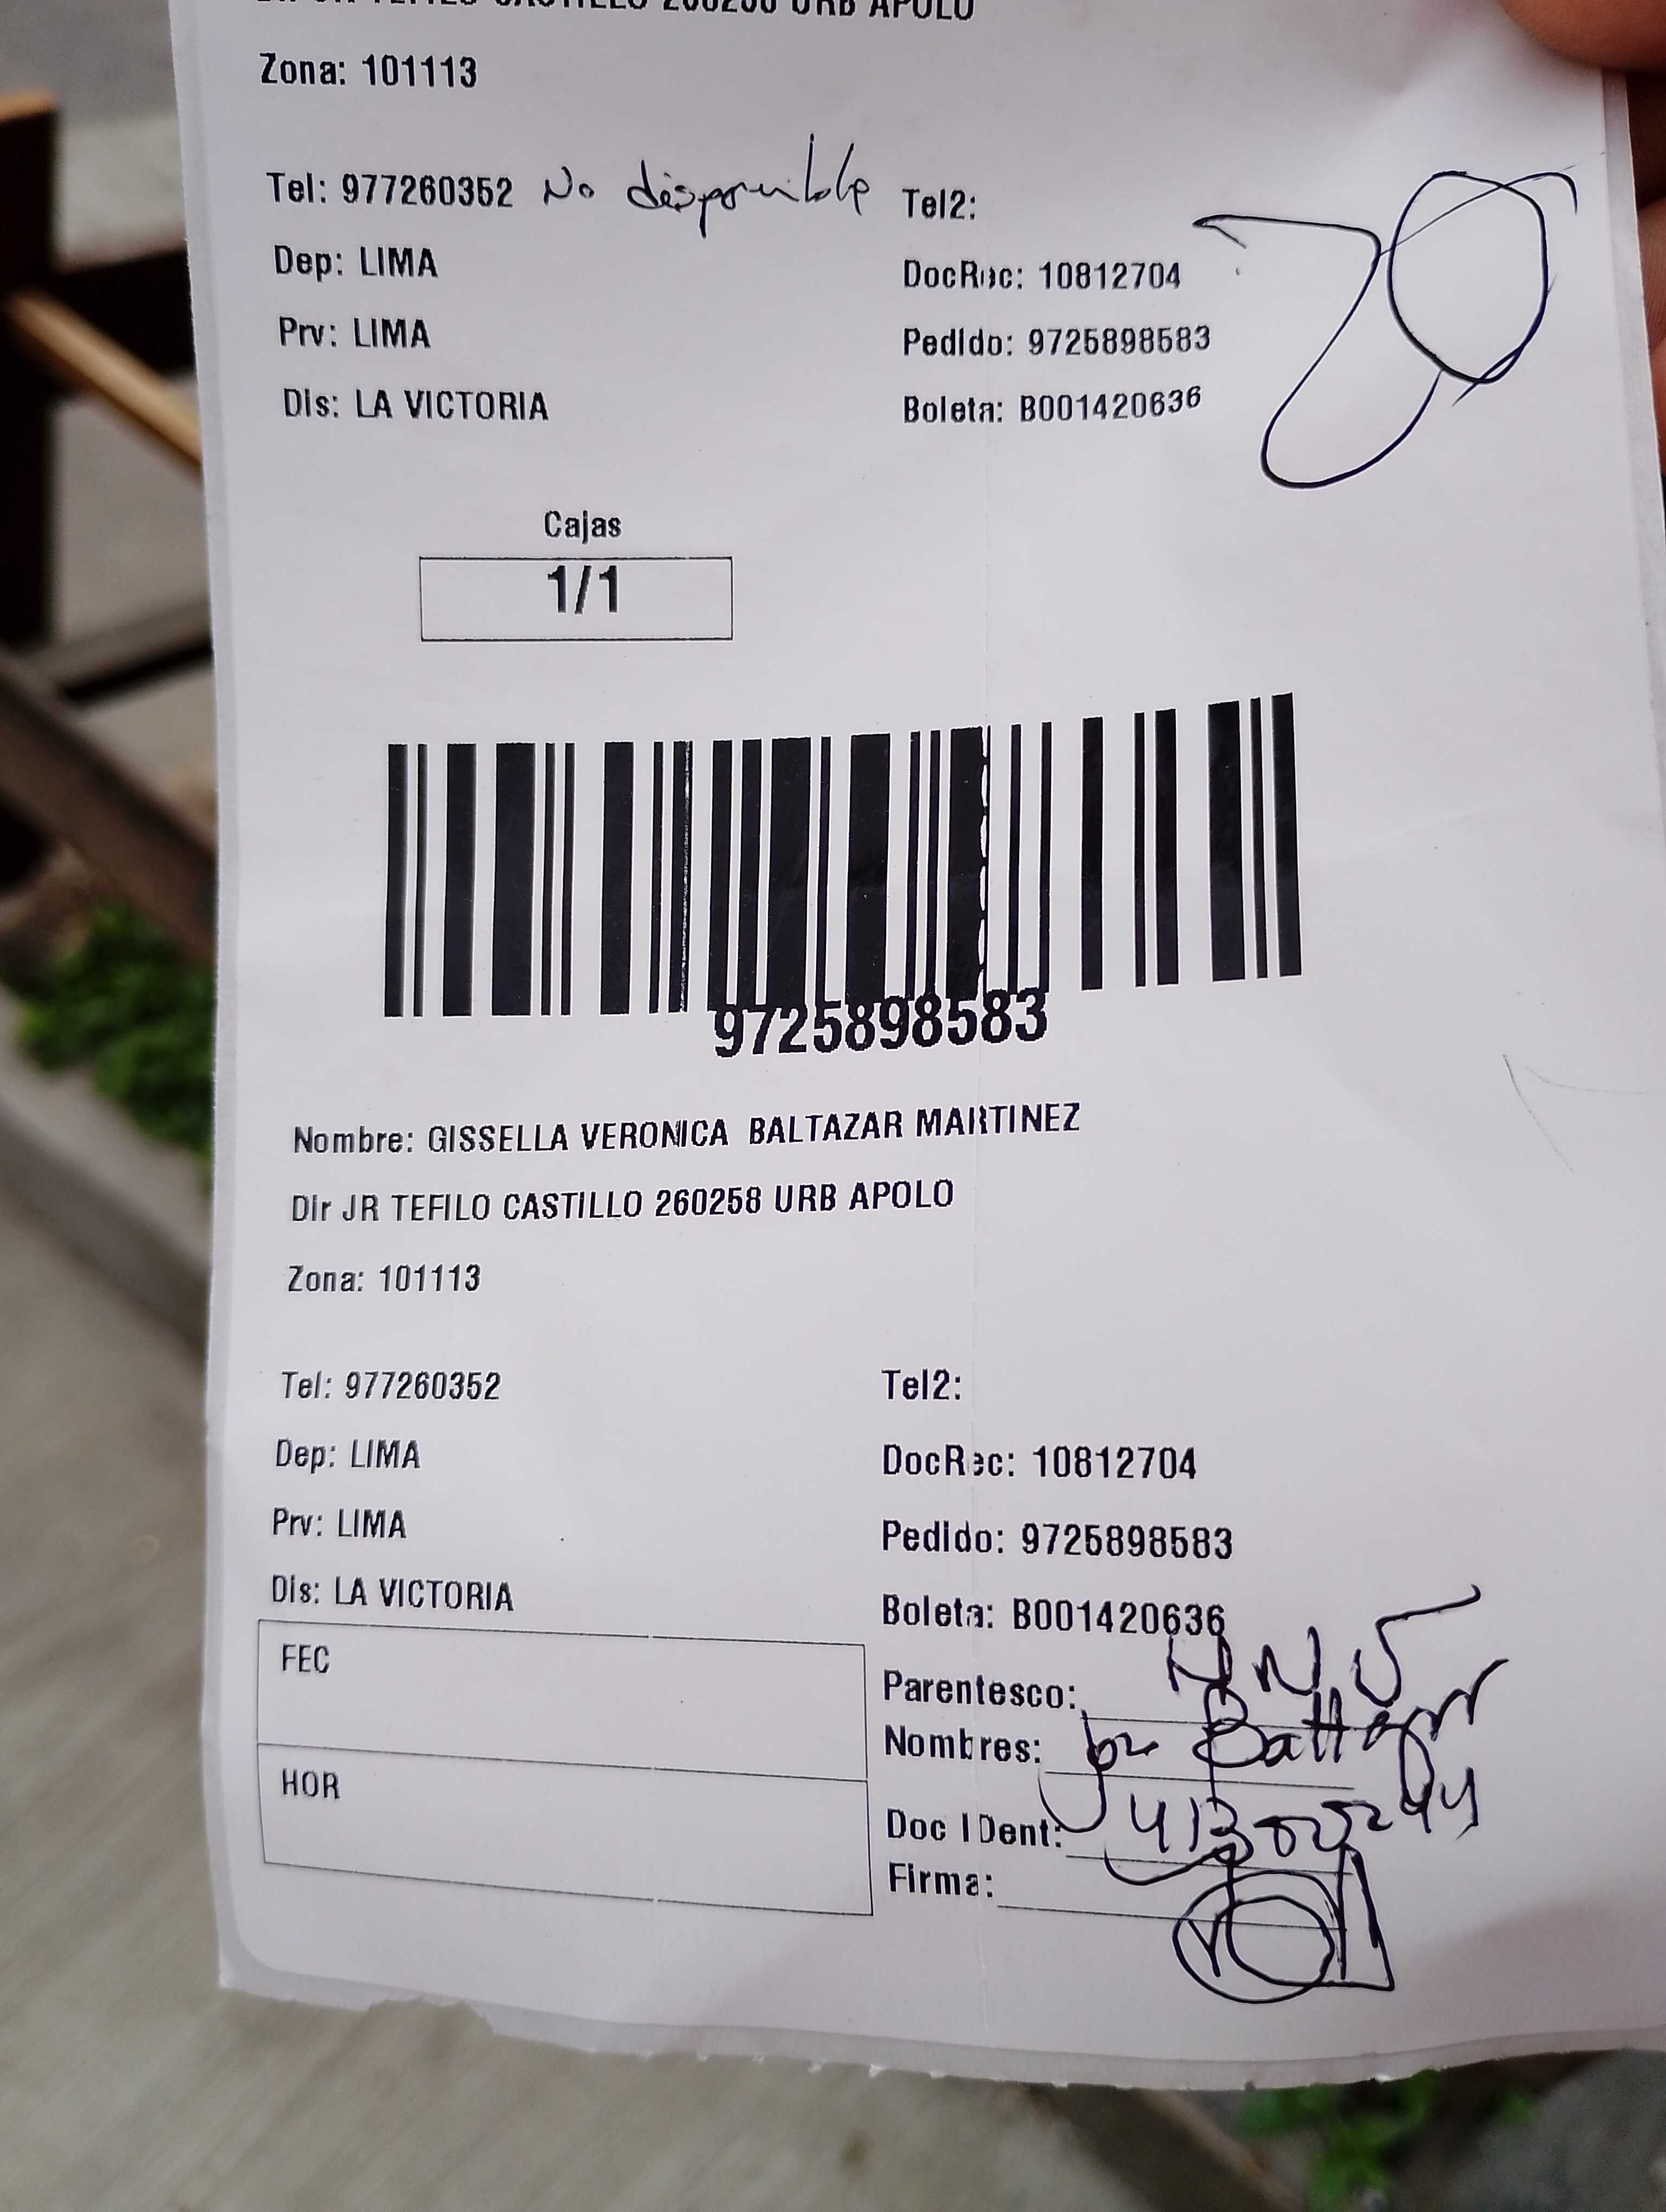 Zona: 101113
Tel: 977260352 No disponible Tel2:
Dep: LIMA DocRec: 10812704
Prv: LIMA PedIdo: 9725898583
DIs: LA VICTORIA Boleta: B001420636
Cajas
1/1
9725898583
Nombre: GISSELLA VERONICA BALTAZAR MARTINEZ
DIr JR TEFILO CASTILLO 260258 URB APOLO
Zona: 101113
Tel: 977260352 Tel2:
Dep: LIMA DocRec: 10812704
Prv: LIMA PedIdo: 9725898583
DIs: LA VICTORIA Boleta: B001420636
FEC Parentesco:
Nombres: Baltazar
HOR Doc IDent:
Firma: